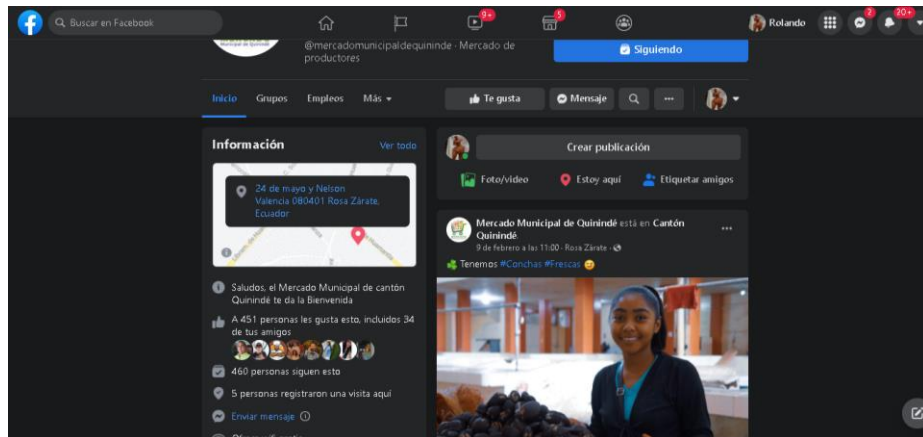 Buscar en Facebook
9+
5
Rolando
2
20+
@mercadomunicipaldequininde · Mercado de
productores
Siguiendo
Inicio
Grupos
Empleos
Más
Te gusta
Mensaje
Información
Ver todo
24 de mayo y Nelson
Valencia 080401 Rosa Zárate,
Ecuador
Saludos, el Mercado Municipal de cantón
Quinindé te da la Bienvenida
A 451 personas les gusta esto, incluidos 34
de tus amigos
460 personas siguen esto
5 personas registraron una visita aquí
Enviar mensaje
Crear publicación
Foto/video
Estoy aquí
Etiquetar amigos
Mercado Municipal de Quinindé está en Cantón
Quinindé.
9 de febrero a las 11:00 · Rosa Zárate ·
Tenemos #Conchas #Frescas